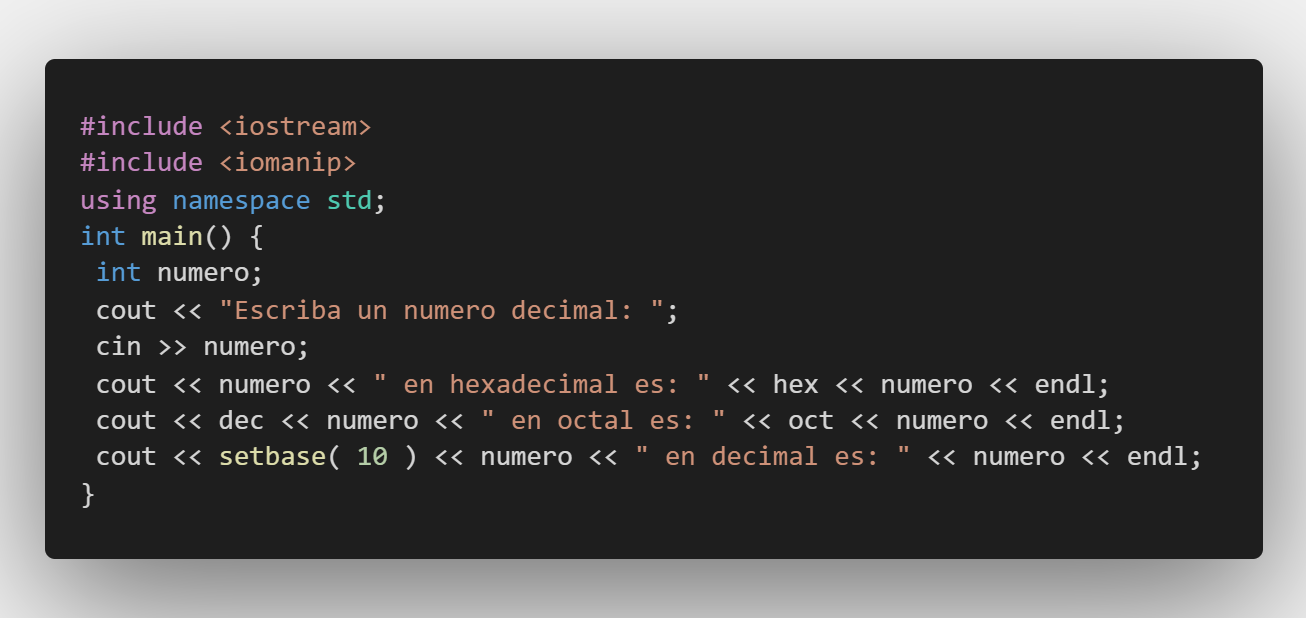 #include <iostream>
#include <iomanip>
using namespace std;
int main() {
 int numero;
 cout << "Escriba un numero decimal: ";
 cin >> numero;
 cout << numero << " en hexadecimal es: " << hex << numero << endl;
 cout << dec << numero << " en octal es: " << oct << numero << endl;
 cout << setbase( 10 ) << numero << " en decimal es: " << numero << endl;
}